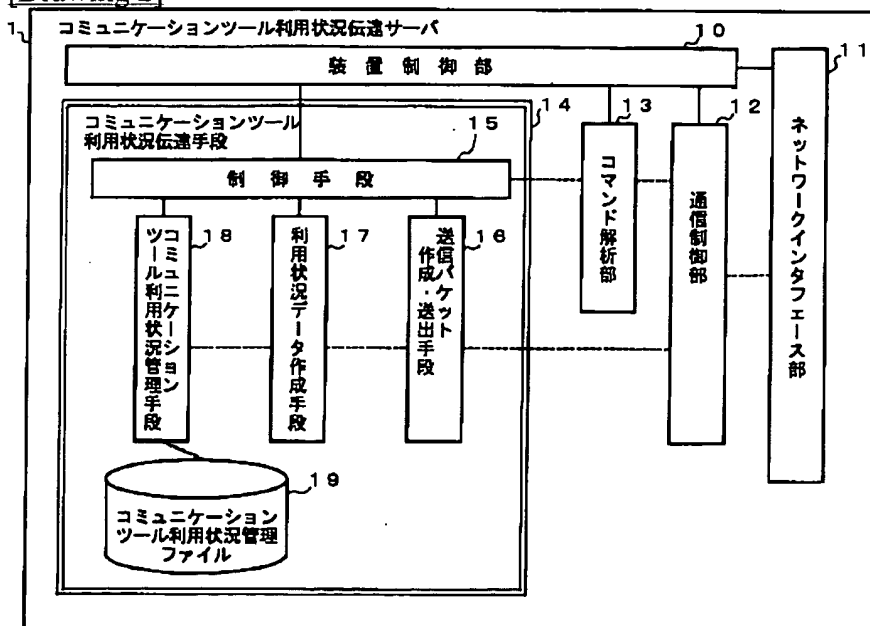 1
コミュニケーションツール利用状況伝達サーバ
10
装置制御部
11
ネットワークインタフェース部
14
コミュニケーションツール
利用状況伝達手段
15
制御手段
13
コマンド解析部
12
通信制御部
18
コミュニケーション
ツール利用状況管理手段
17
利用状況データ作成手段
16
送信パケット
作成・送出手段
19
コミュニケーション
ツール利用状況管理
ファイル